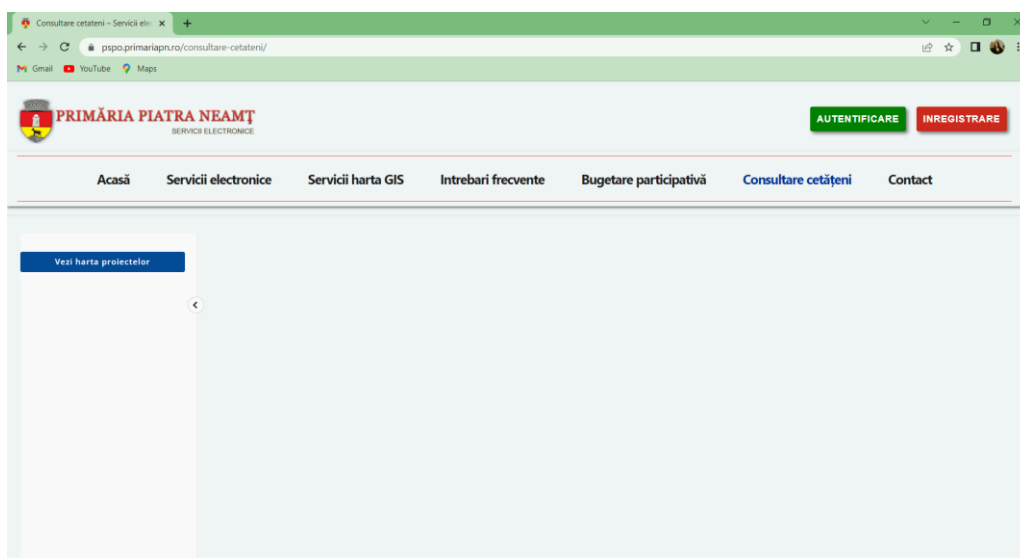 Consultare cetateni – Servicii ele
pspo.primariapn.ro/consultare-cetateni/
Gmail YouTube Maps
PRIMĂRIA PIATRA NEAMȚ
SERVICII ELECTRONICE
AUTENTIFICARE INREGISTRARE
Acasă Servicii electronice Servicii harta GIS Intrebari frecvente Bugetare participativă Consultare cetățeni Contact
Vezi harta proiectelor